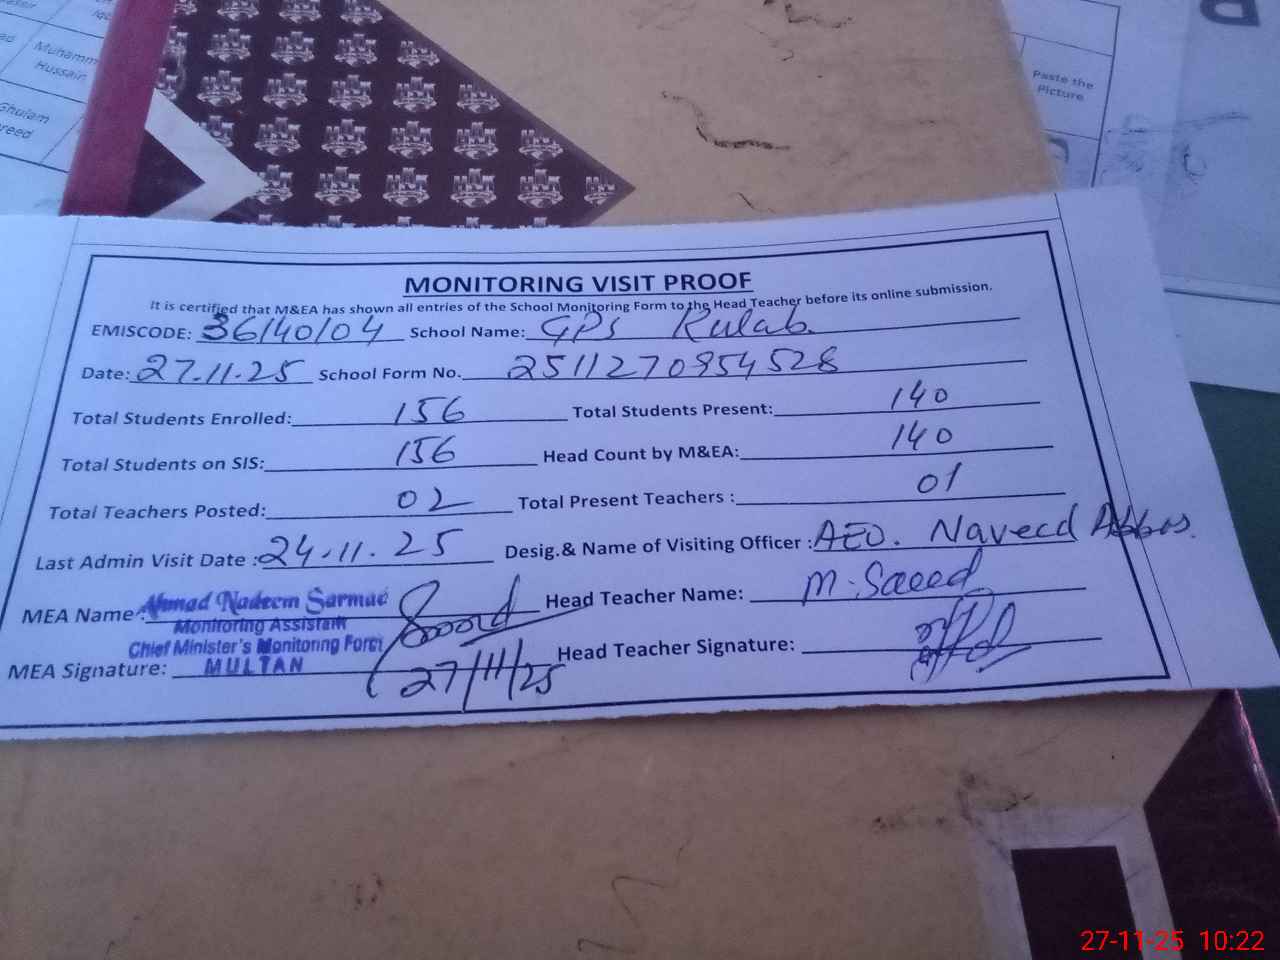 Iqb
Muhamm
Hussain
Ghulam
reed
Paste the
Picture
MONITORING VISIT PROOF
It is certified that M&EA has shown all entries of the School Monitoring Form to the Head Teacher before its online submission.
EMISCODE: 36140104 School Name: GPS Kulab
Date: 27.11.25 School Form No. 2511270954528
Total Students Enrolled: 156 Total Students Present: 140
Total Students on SIS: 156 Head Count by M&EA: 140
Total Teachers Posted: 02 Total Present Teachers : 01
Last Admin Visit Date : 24.11.25 Desig.& Name of Visiting Officer : AEO. Naveed Abbas.
MEA Name: Ahmad Nadeem Head Teacher Name: M.Saeed
Monitoring Assistant
Chief Minister's Monitoring Force
MULTAN
MEA Signature: 27/11/25 Head Teacher Signature:
27-11-25 10:22